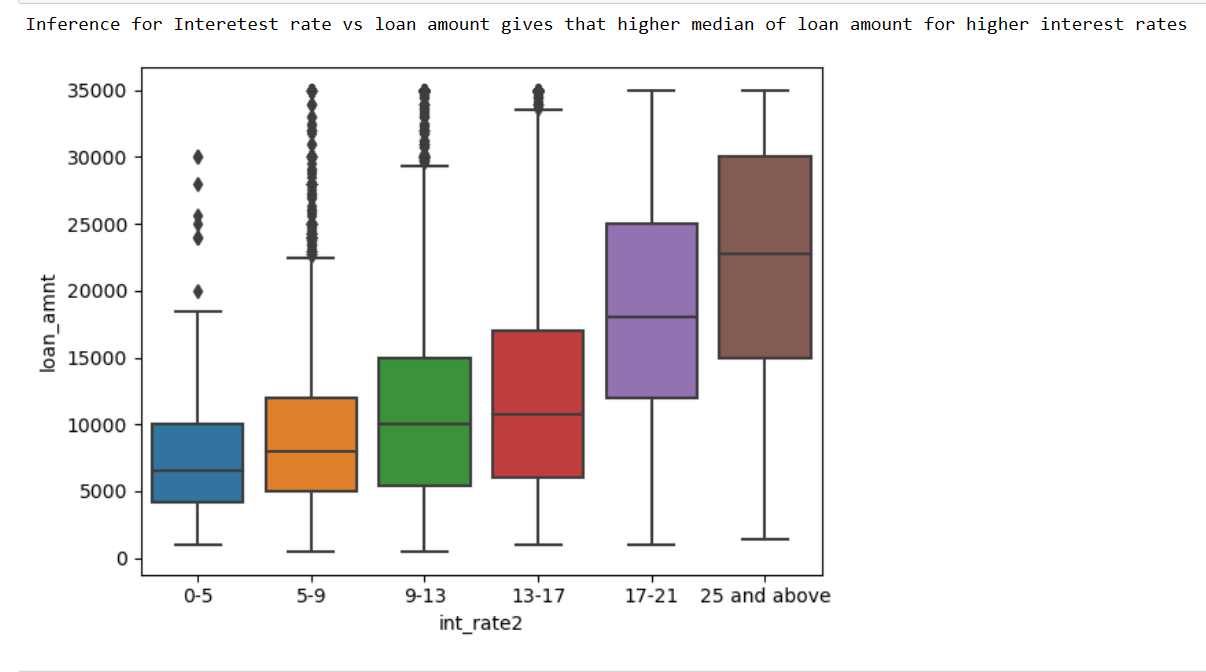 Inference for Interetest rate vs loan amount gives that higher median of loan amount for higher interest rates
35000
30000
25000
20000
15000
10000
5000
0
loan_amnt
0-5 5-9 9-13 13-17 17-21 25 and above
int_rate2